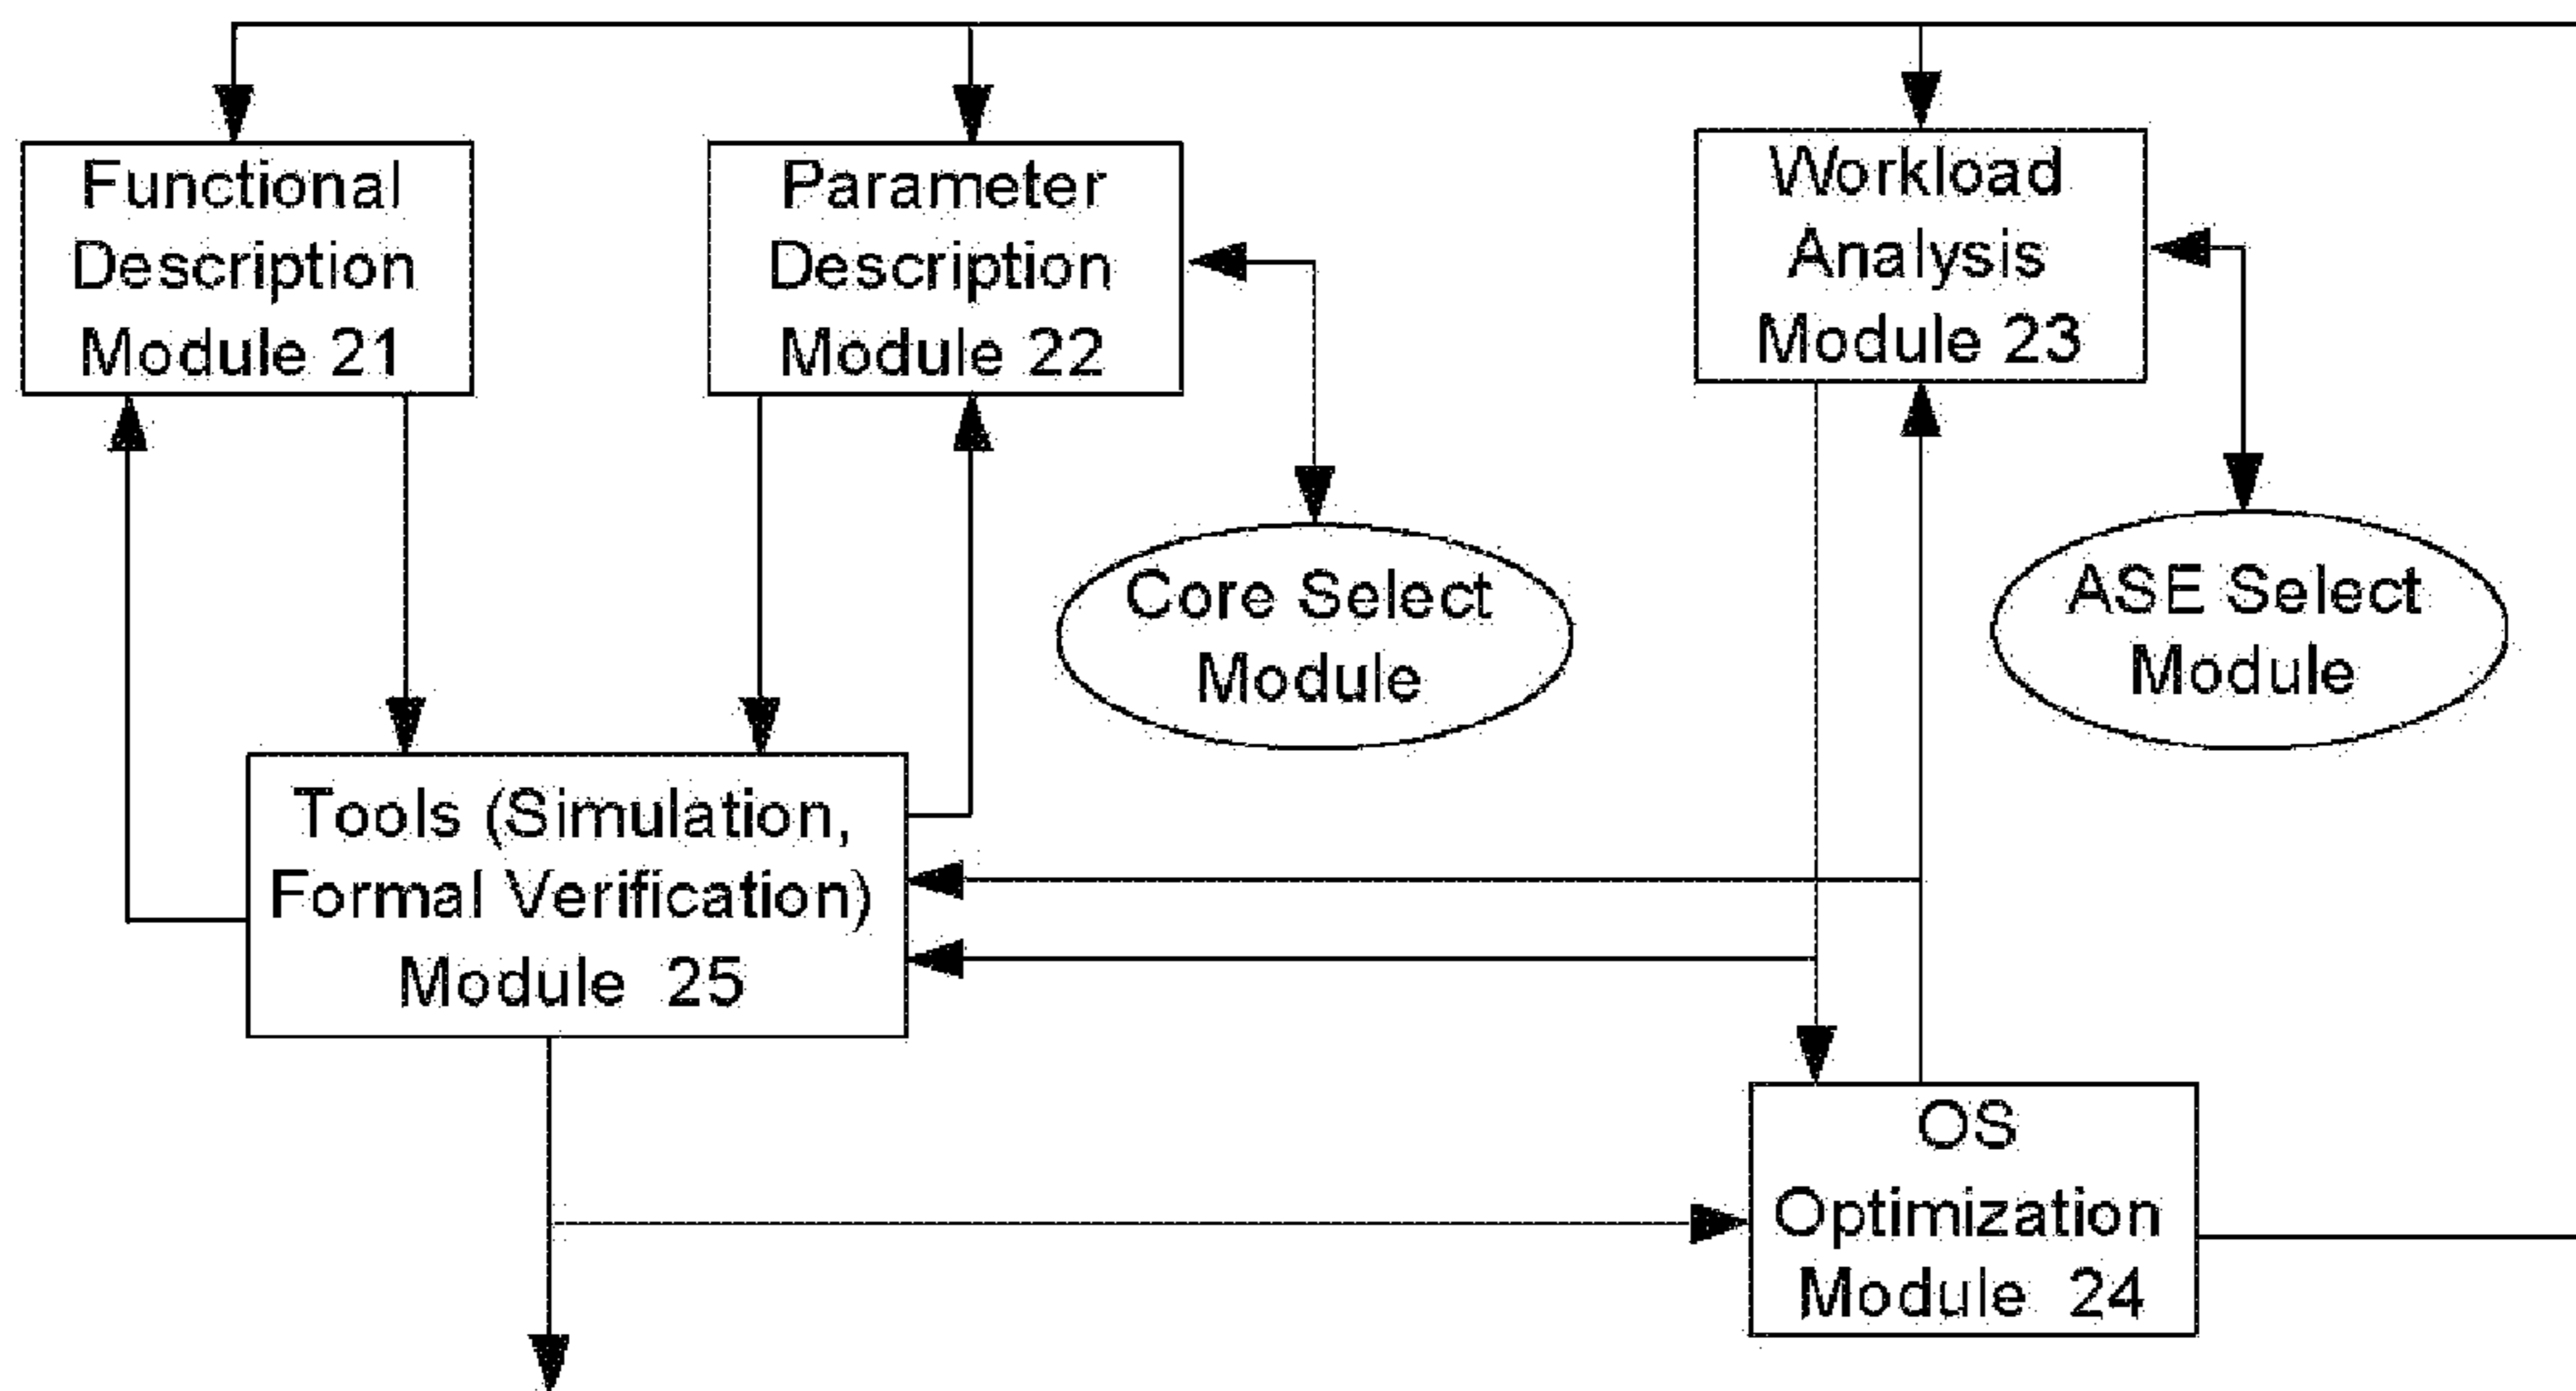 Functional
Description
Module 21
Parameter
Description
Module 22
Workload
Analysis
Module 23
Core Select
Module
ASE Select
Module
Tools (Simulation,
Formal Verification)
Module 25
OS
Optimization
Module 24